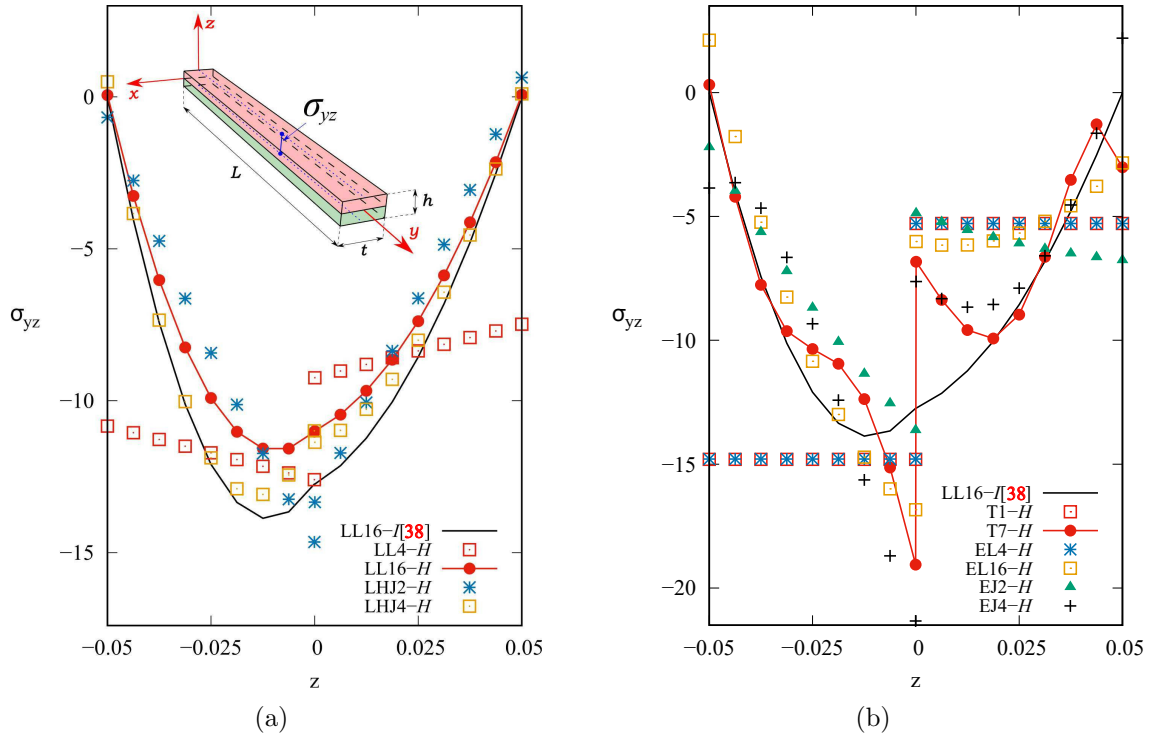 0
−5
−10
−15
σyz
−0.05
−0.025
0
0.025
0.05
z
z
x
y
σyz
L
h
t
LL16−I[38]
LL4−H
LL16−H
LHJ2−H
LHJ4−H
(a)
0
−5
−10
−15
−20
σyz
−0.05
−0.025
0
0.025
0.05
z
LL16−I[38]
T1−H
T7−H
EL4−H
EL16−H
EJ2−H
EJ4−H
(b)